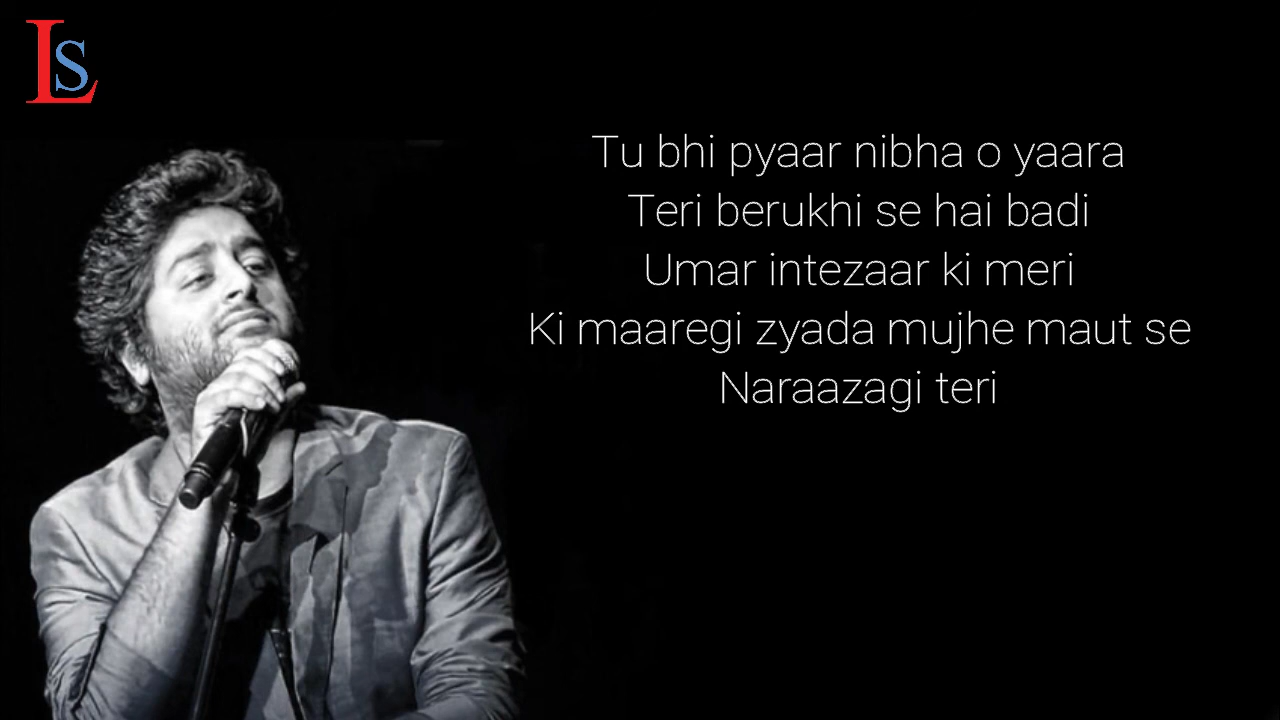 LS
Tu bhi pyaar nibha o yaara
Teri berukhi se hai badi
Umar intezaar ki meri
Ki maaregi zyada mujhe maut se
Naraazagi teri